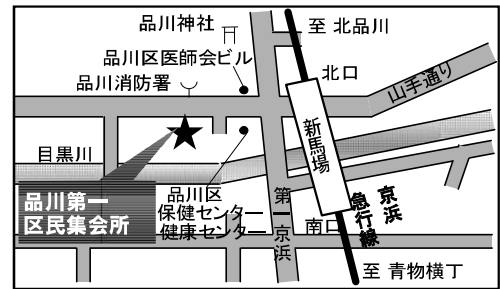 品川神社
至 北品川
品川区医師会ビル
北口
品川消防署
山手通り
新馬場
目黒川
品川第一
区民集会所
品川区
保健センター
健康センター
第一京浜
南口
京浜
急行線
至 青物横丁